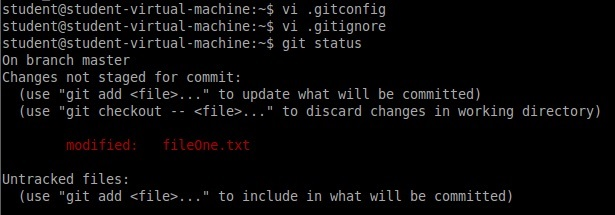 student@student-virtual-machine:~$ vi .gitconfig
student@student-virtual-machine:~$ vi .gitignore
student@student-virtual-machine:~$ git status
On branch master
Changes not staged for commit:
  (use "git add <file>..." to update what will be committed)
  (use "git checkout -- <file>..." to discard changes in working directory)

        modified:   fileOne.txt

Untracked files:
  (use "git add <file>..." to include in what will be committed)